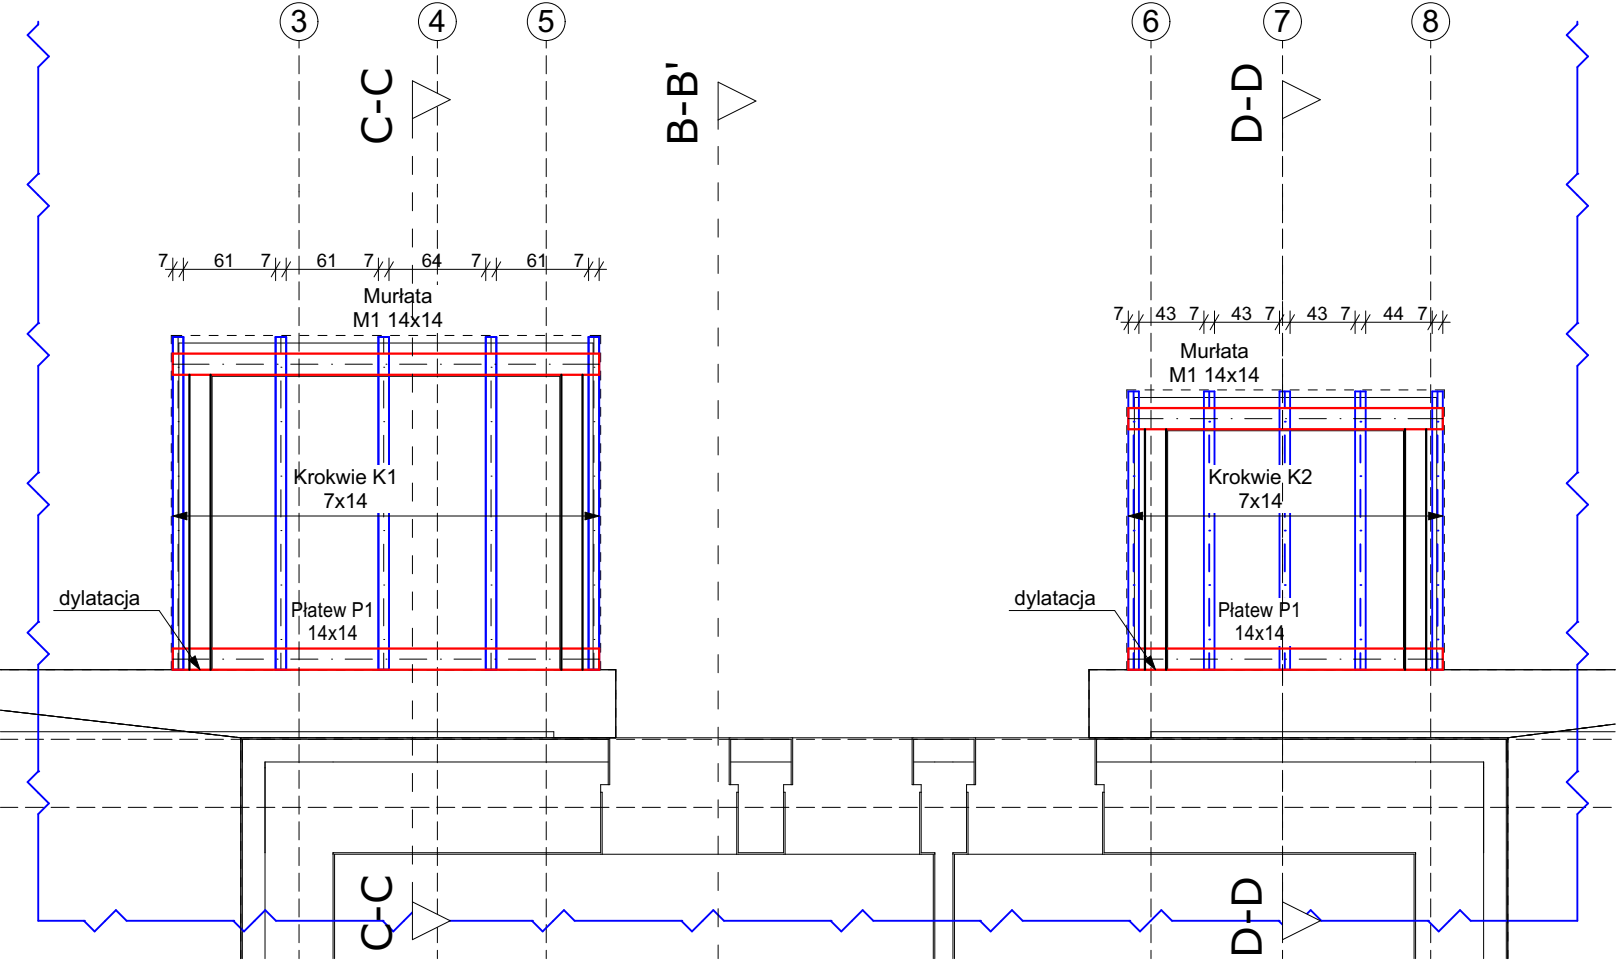 3
4
5
6
7
8
C-C
B-B'
D-D
7 61 7 61 7 64 7 61 7
Murłata
M1 14x14
7 43 7 43 7 43 7 44 7
Murłata
M1 14x14
Krokwie K1
7x14
Krokwie K2
7x14
dylatacja
Płatew P1
14x14
dylatacja
Płatew P1
14x14
C-C
D-D